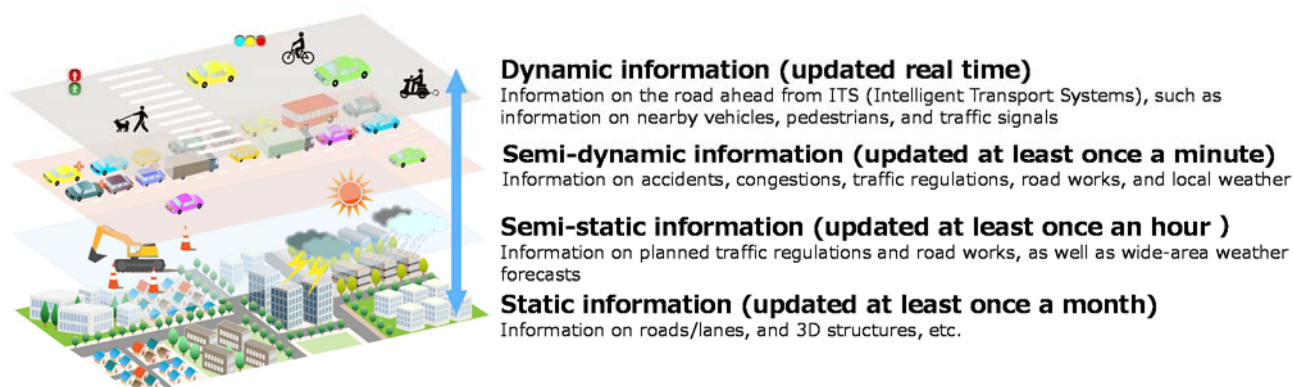 Dynamic information (updated real time)
Information on the road ahead from ITS (Intelligent Transport Systems), such as
information on nearby vehicles, pedestrians, and traffic signals
Semi-dynamic information (updated at least once a minute)
Information on accidents, congestions, traffic regulations, road works, and local weather
Semi-static information (updated at least once an hour )
Information on planned traffic regulations and road works, as well as wide-area weather
forecasts
Static information (updated at least once a month)
Information on roads/lanes, and 3D structures, etc.